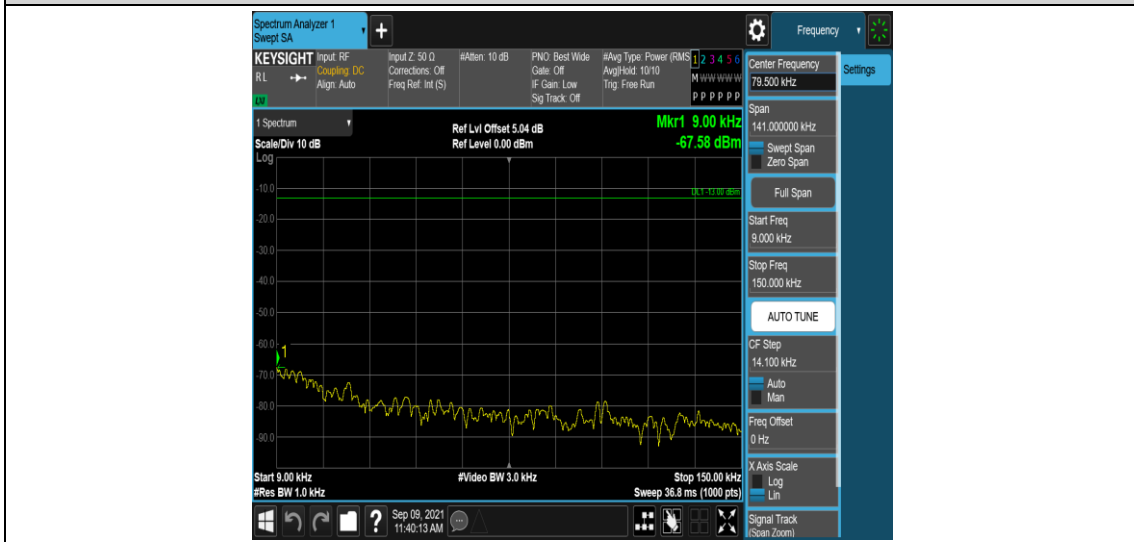 Spectrum Analyzer 1
Swept SA
+
Frequency
KEYSIGHT
RL
LXI
Input: RF
Coupling: DC
Align: Auto
Input Z: 50 Ω
Corrections: Off
Freq Ref: Int (S)
#Atten: 10 dB
PNO: Best Wide
Gate: Off
IF Gain: Low
Sig Track: Off
#Avg Type: Power (RMS
Avg|Hold: 10/10
Trig: Free Run
1 2 3 4 5 6
M W W W W W
P P P P P P
Center Frequency
79.500 kHz
Settings
Span
141.000000 kHz
Swept Span
Zero Span
Full Span
Start Freq
9.000 kHz
Stop Freq
150.000 kHz
AUTO TUNE
CF Step
14.100 kHz
Auto
Man
Freq Offset
0 Hz
X Axis Scale
Log
Lin
Signal Track
(Span Zoom)
1 Spectrum
Scale/Div 10 dB
Log
Ref Lvl Offset 5.04 dB
Ref Level 0.00 dBm
Mkr1 9.00 kHz
-67.58 dBm
DL1 -13.00 dBm
-10.0
-20.0
-30.0
-40.0
-50.0
-60.0
1
-70.0
-80.0
-90.0
Start 9.00 kHz
#Res BW 1.0 kHz
#Video BW 3.0 kHz
Stop 150.00 kHz
Sweep 36.8 ms (1000 pts)
?
Sep 09, 2021
11:40:13 AM